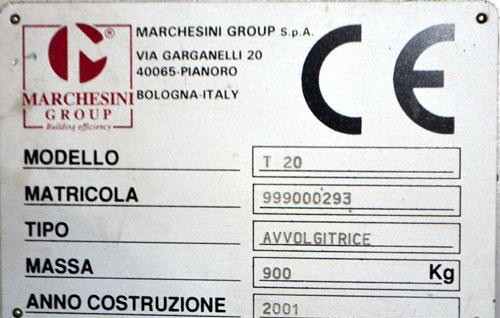 MARCHESINI GROUP S.p.A.
VIA GARGANELLI 20
40065-PIANORO
BOLOGNA-ITALY
®
MARCHESINI
GROUP
Building efficiency
CE
MODELLO T 20
MATRICOLA 999000293
TIPO AVVOLGITRICE
MASSA 900 Kg
ANNO COSTRUZIONE 2001